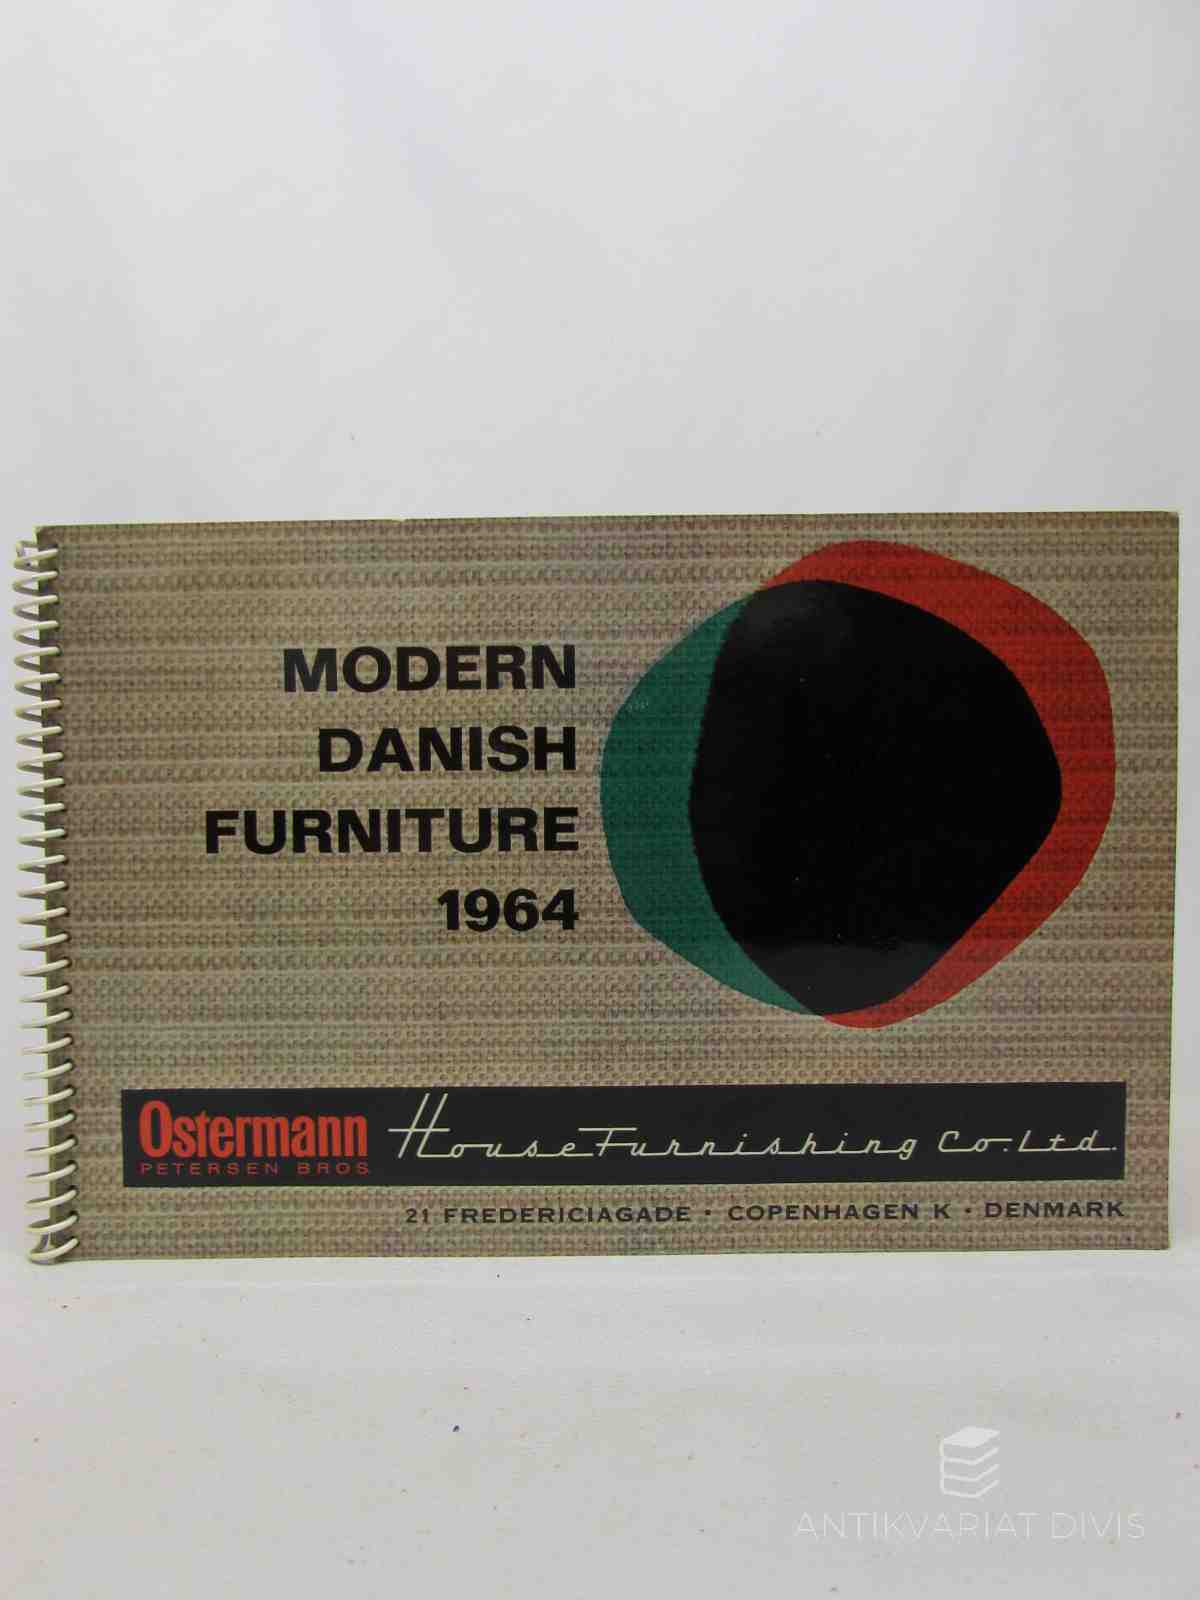 MODERN
DANISH
FURNITURE
1964
Ostermann House Furnishing Co. Ltd.
PETERSEN BROS.
21 FREDERICIAGADE · COPENHAGEN K · DENMARK
ANTIKVARIAT DIVIS